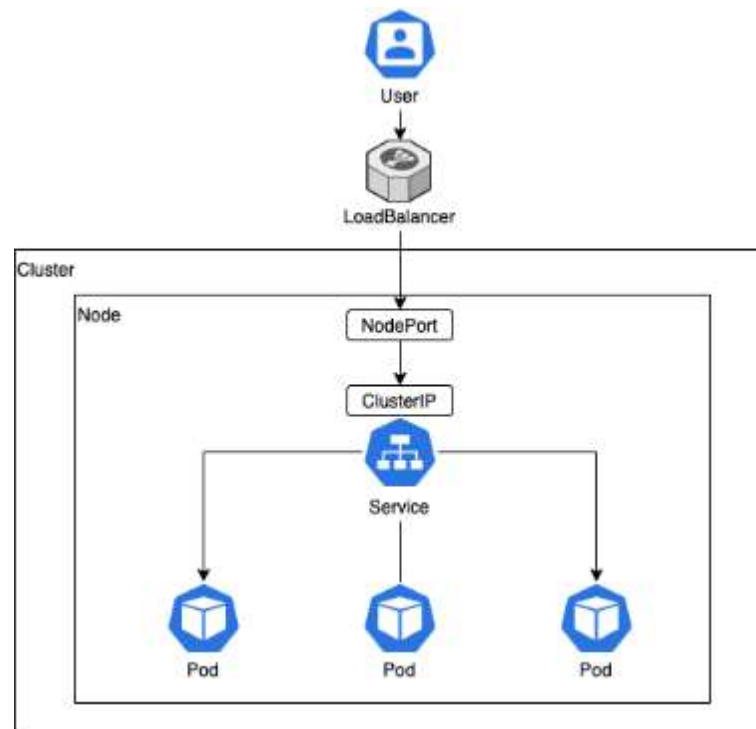 User
LoadBalancer
Cluster
Node
NodePort
ClusterIP
Service
Pod
Pod
Pod